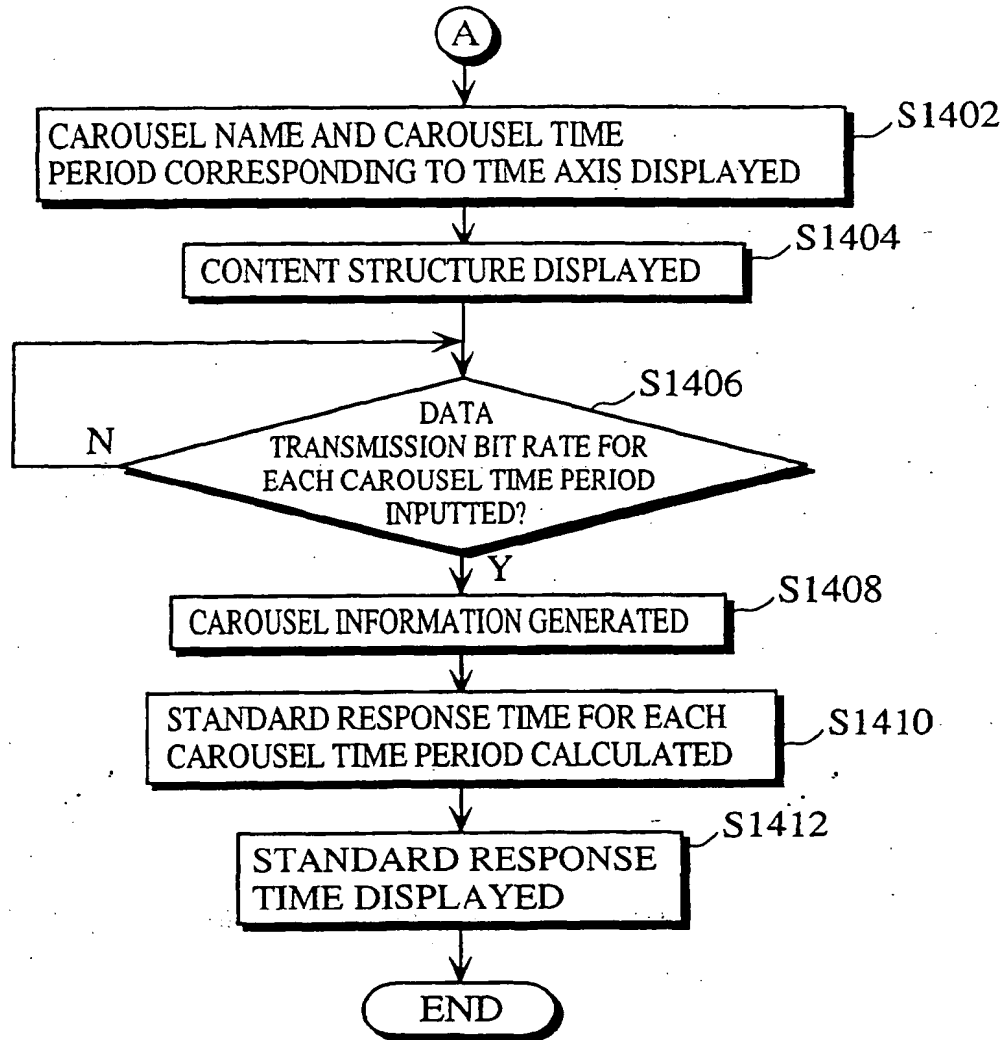 A
CAROUSEL NAME AND CAROUSEL TIME
PERIOD CORRESPONDING TO TIME AXIS DISPLAYED
S1402
CONTENT STRUCTURE DISPLAYED
S1404
DATA
TRANSMISSION BIT RATE FOR
EACH CAROUSEL TIME PERIOD
INPUTTED?
S1406
N
Y
CAROUSEL INFORMATION GENERATED
S1408
STANDARD RESPONSE TIME FOR EACH
CAROUSEL TIME PERIOD CALCULATED
S1410
STANDARD RESPONSE
TIME DISPLAYED
S1412
END